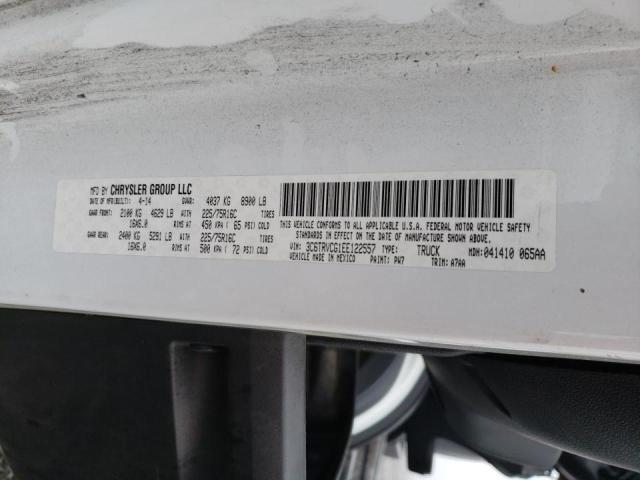 MFD BY CHRYSLER GROUP LLC
DATE OF MFR(BUILT): 4-14 GVWR: 4037 KG 8900 LB
GAWR FRONT: 2100 KG 4629 LB WITH 225/75R16C TIRES
16X6.0 RIMS AT 450 KPA ( 65 PSI) COLD
GAWR REAR: 2400 KG 5291 LB WITH 225/75R16C TIRES
16X6.0 RIMS AT 500 KPA ( 72 PSI) COLD
THIS VEHICLE CONFORMS TO ALL APPLICABLE U.S.A. FEDERAL MOTOR VEHICLE SAFETY
STANDARDS IN EFFECT ON THE DATE OF MANUFACTURE SHOWN ABOVE.
VIN: 3C6TRVCG1EE122557 TYPE: TRUCK MDH: 041410 065AA
VEHICLE MADE IN MEXICO PAINT: PW7 TRIM: A7AA